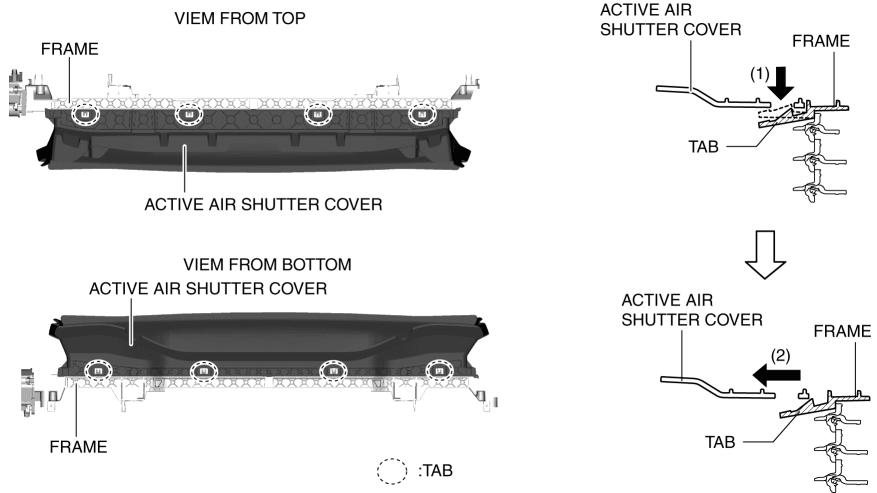 VIEM FROM TOP
FRAME
ACTIVE AIR SHUTTER COVER
VIEM FROM BOTTOM
ACTIVE AIR SHUTTER COVER
FRAME
:TAB
ACTIVE AIR
SHUTTER COVER
FRAME
(1)
TAB
ACTIVE AIR
SHUTTER COVER
FRAME
(2)
TAB